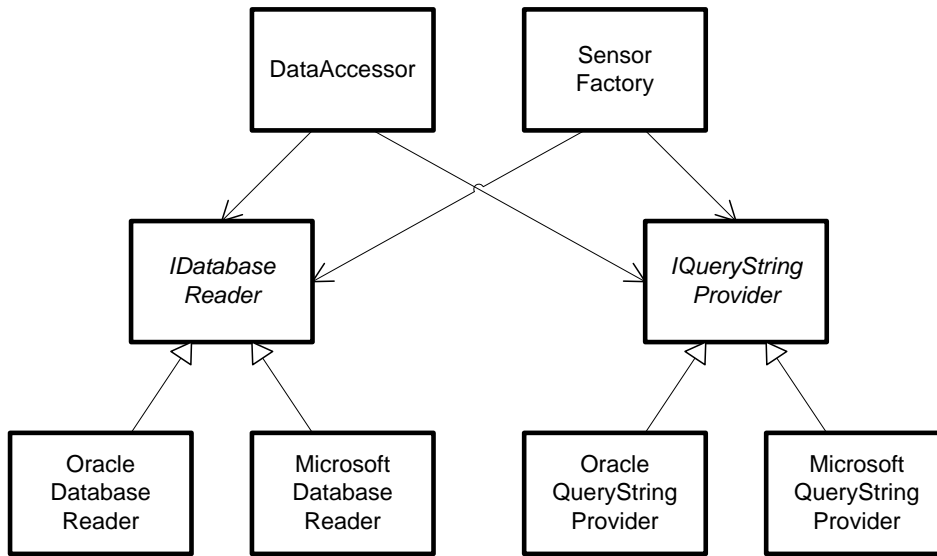 DataAccessor
Sensor
Factory
IDatabase
Reader
IQueryString
Provider
Oracle
Database
Reader
Microsoft
Database
Reader
Oracle
QueryString
Provider
Microsoft
QueryString
Provider